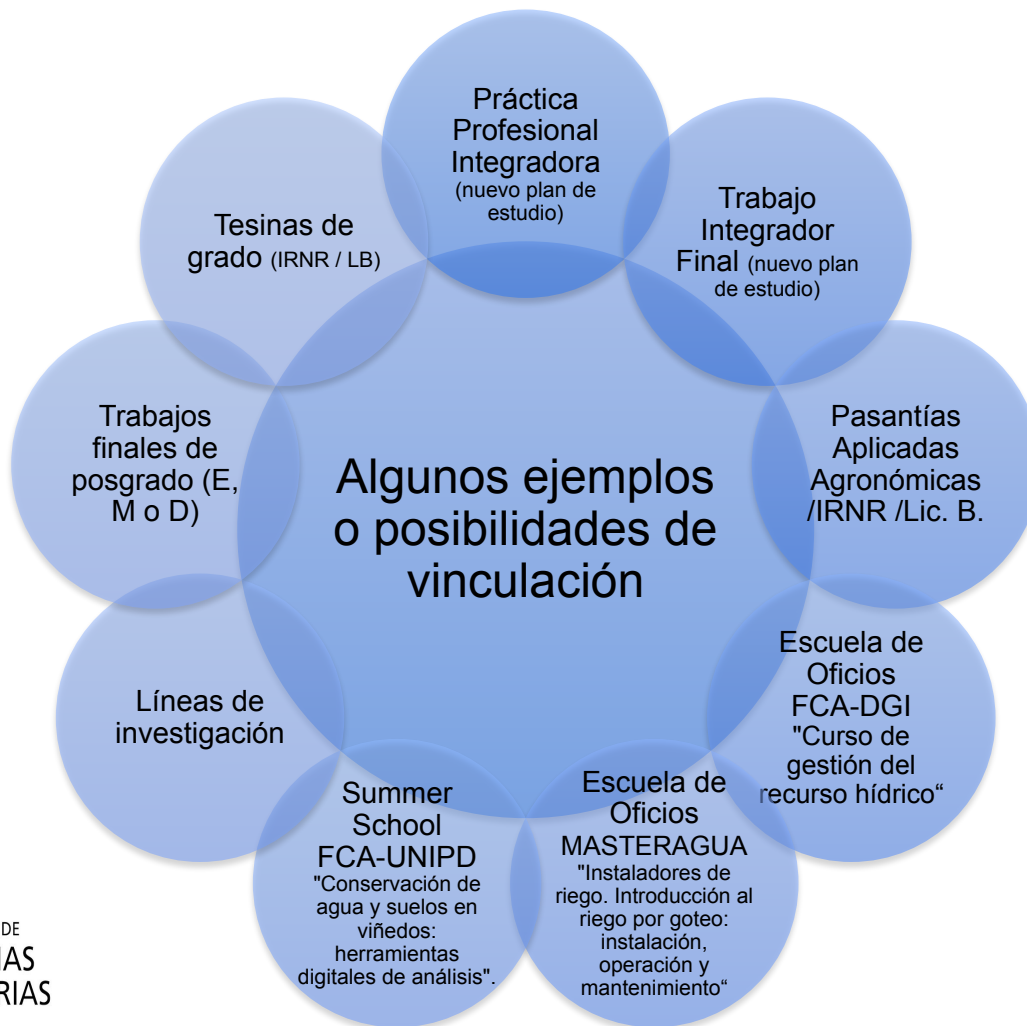 Práctica
Profesional
Integradora
(nuevo plan de
estudio)
Trabajo
Integrador
Final (nuevo plan
de estudio)
Pasantías
Aplicadas
Agronómicas
/IRNR /Lic. B.
Escuela de
Oficios
FCA-DGI
"Curso de
gestión del
recurso hídrico“
Escuela de
Oficios
MASTERAGUA
"Instaladores de
riego. Introducción al
riego por goteo:
instalación,
operación y
mantenimiento“
Summer
School
FCA-UNIPD
"Conservación de
agua y suelos en
viñedos:
herramientas
digitales de análisis".
Líneas de
investigación
Trabajos
finales de
posgrado (E,
M o D)
Tesinas de
grado (IRNR / LB)
Algunos ejemplos
o posibilidades de
vinculación
DE
IAS
RIAS